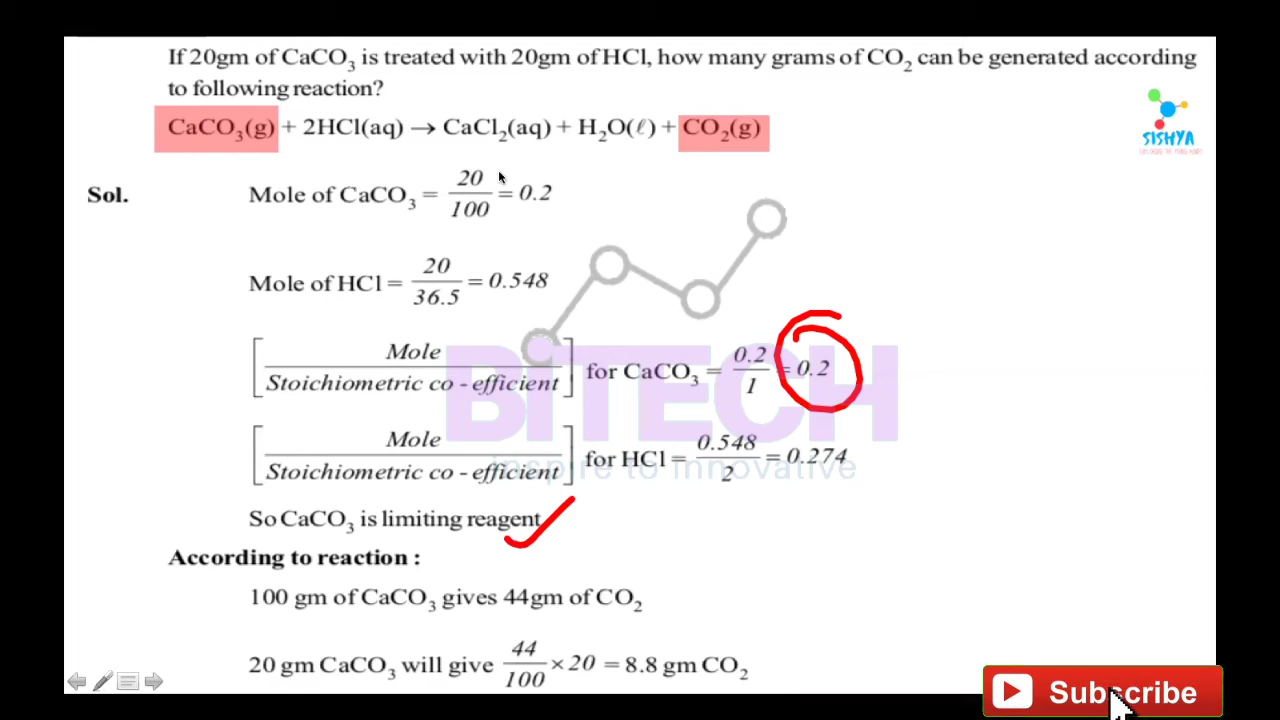 If 20gm of CaCO₃ is treated with 20gm of HCl, how many grams of CO₂ can be generated according
to following reaction?
CaCO₃(g) + 2HCl(aq) → CaCl₂(aq) + H₂O(ℓ) + CO₂(g)
SISHYA
Sol. Mole of CaCO₃ = 20/100 = 0.2
Mole of HCl = 20/36.5 = 0.548
[Mole / Stoichiometric co - efficient] for CaCO₃ = 0.2/1 = 0.2
BiTECH
[Mole / Stoichiometric co - efficient] for HCl = 0.548/2 = 0.274
inspire to innovative
So CaCO₃ is limiting reagent
According to reaction :
100 gm of CaCO₃ gives 44gm of CO₂
20 gm CaCO₃ will give 44/100 × 20 = 8.8 gm CO₂
Subscribe